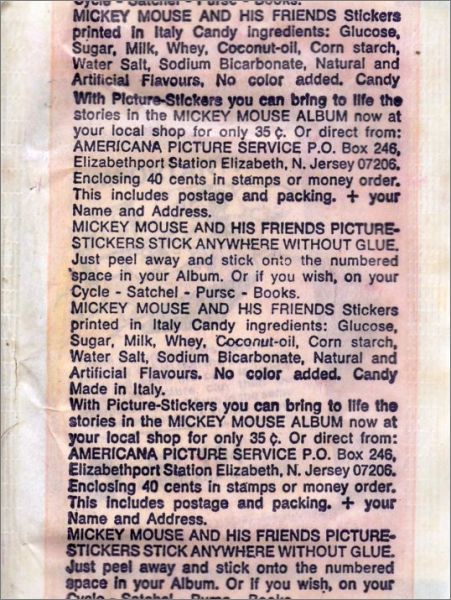 Cycle - Satchel - Purse - Books.
MICKEY MOUSE AND HIS FRIENDS Stickers
printed in Italy Candy ingredients: Glucose,
Sugar, Milk, Whey, Coconut-oil, Corn starch,
Water Salt, Sodium Bicarbonate, Natural and
Artificial Flavours, No color added. Candy
With Picture-Stickers you can bring to life the
stories in the MICKEY MOUSE ALBUM now at
your local shop for only 35 ¢. Or direct from:
AMERICANA PICTURE SERVICE P.O. Box 246,
Elizabethport Station Elizabeth, N. Jersey 07206.
Enclosing 40 cents in stamps or money order.
This includes postage and packing. + your
Name and Address.
MICKEY MOUSE AND HIS FRIENDS PICTURE-
STICKERS STICK ANYWHERE WITHOUT GLUE.
Just peel away and stick onto the numbered
space in your Album. Or if you wish, on your
Cycle - Satchel - Pursc - Books.
MICKEY MOUSE AND HIS FRIENDS Stickers
printed in Italy Candy ingredients: Glucose,
Sugar, Milk, Whey, Coconut-oil, Corn starch,
Water Salt, Sodium Bicarbonate, Natural and
Artificial Flavours. No color added. Candy
Made in Italy.
With Picture-Stickers you can bring to life the
stories in the MICKEY MOUSE ALBUM now at
your local shop for only 35 ¢. Or direct from:
AMERICANA PICTURE SERVICE P.O. Box 246,
Elizabethport Station Elizabeth, N. Jersey 07206.
Enclosing 40 cents in stamps or money order.
This includes postage and packing. + your
Name and Address.
MICKEY MOUSE AND HIS FRIENDS PICTURE-
STICKERS STICK ANYWHERE WITHOUT GLUE.
Just peel away and stick onto the numbered
space in your Album. Or if you wish, on your
Cycle - Satchel - Purse - Books.